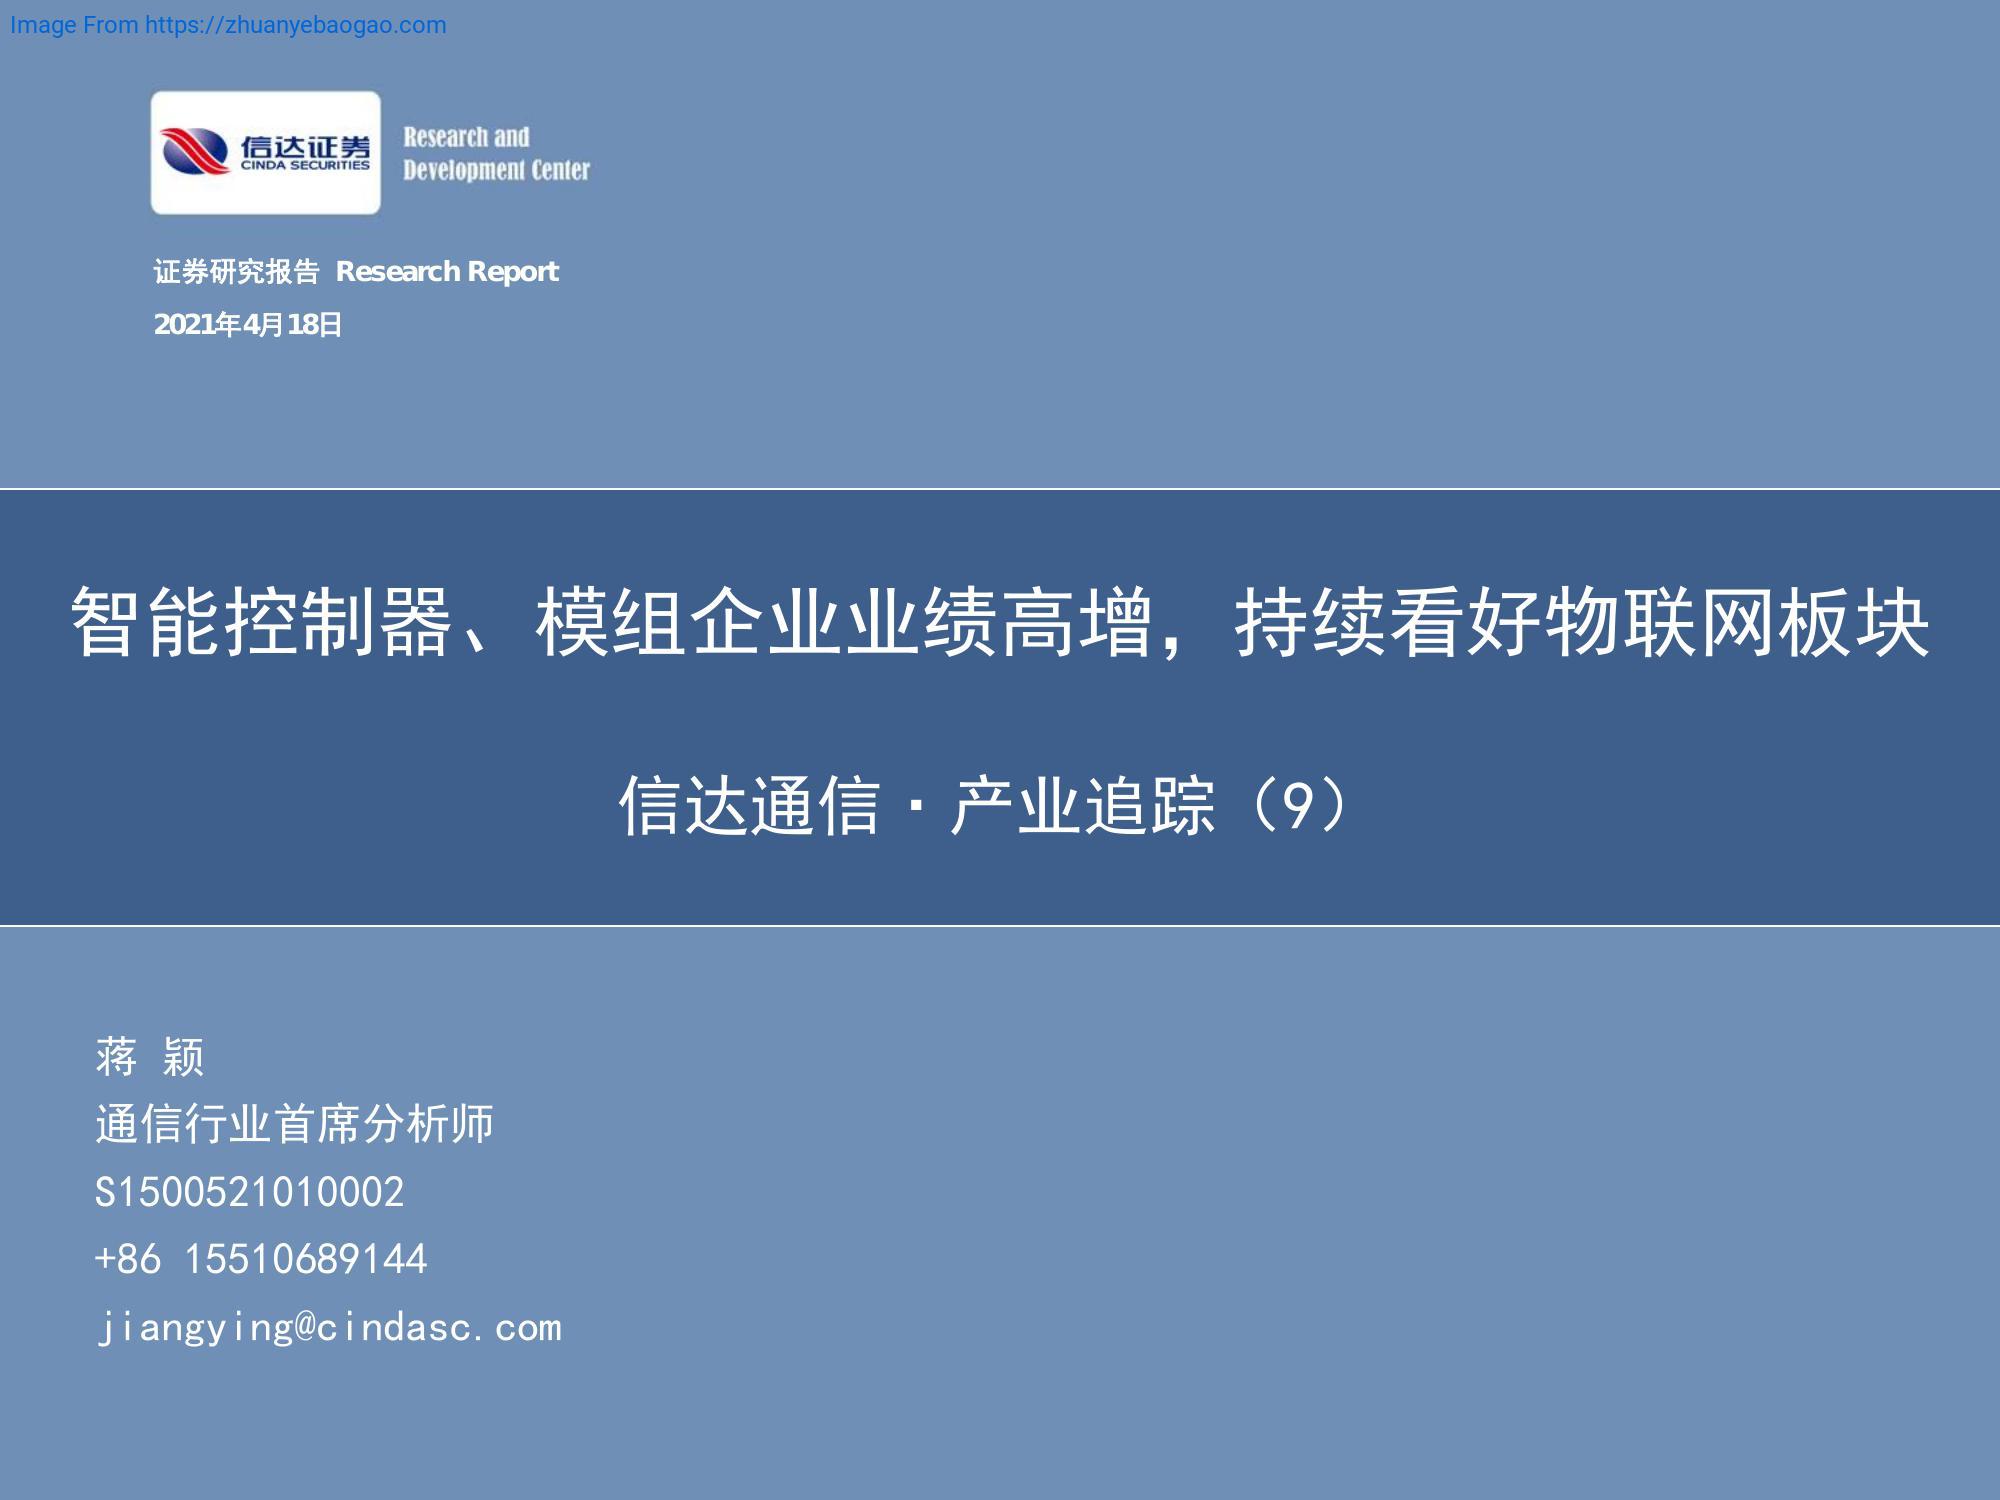 Image From https://zhuanyebaogao.com
信达证券
CINDA SECURITIES
Research and
Development Center
证券研究报告 Research Report
2021年4月18日
智能控制器、模组企业业绩高增，持续看好物联网板块
信达通信·产业追踪（9）
蒋 颖
通信行业首席分析师
S1500521010002
+86 15510689144
jiangying@cindasc.com